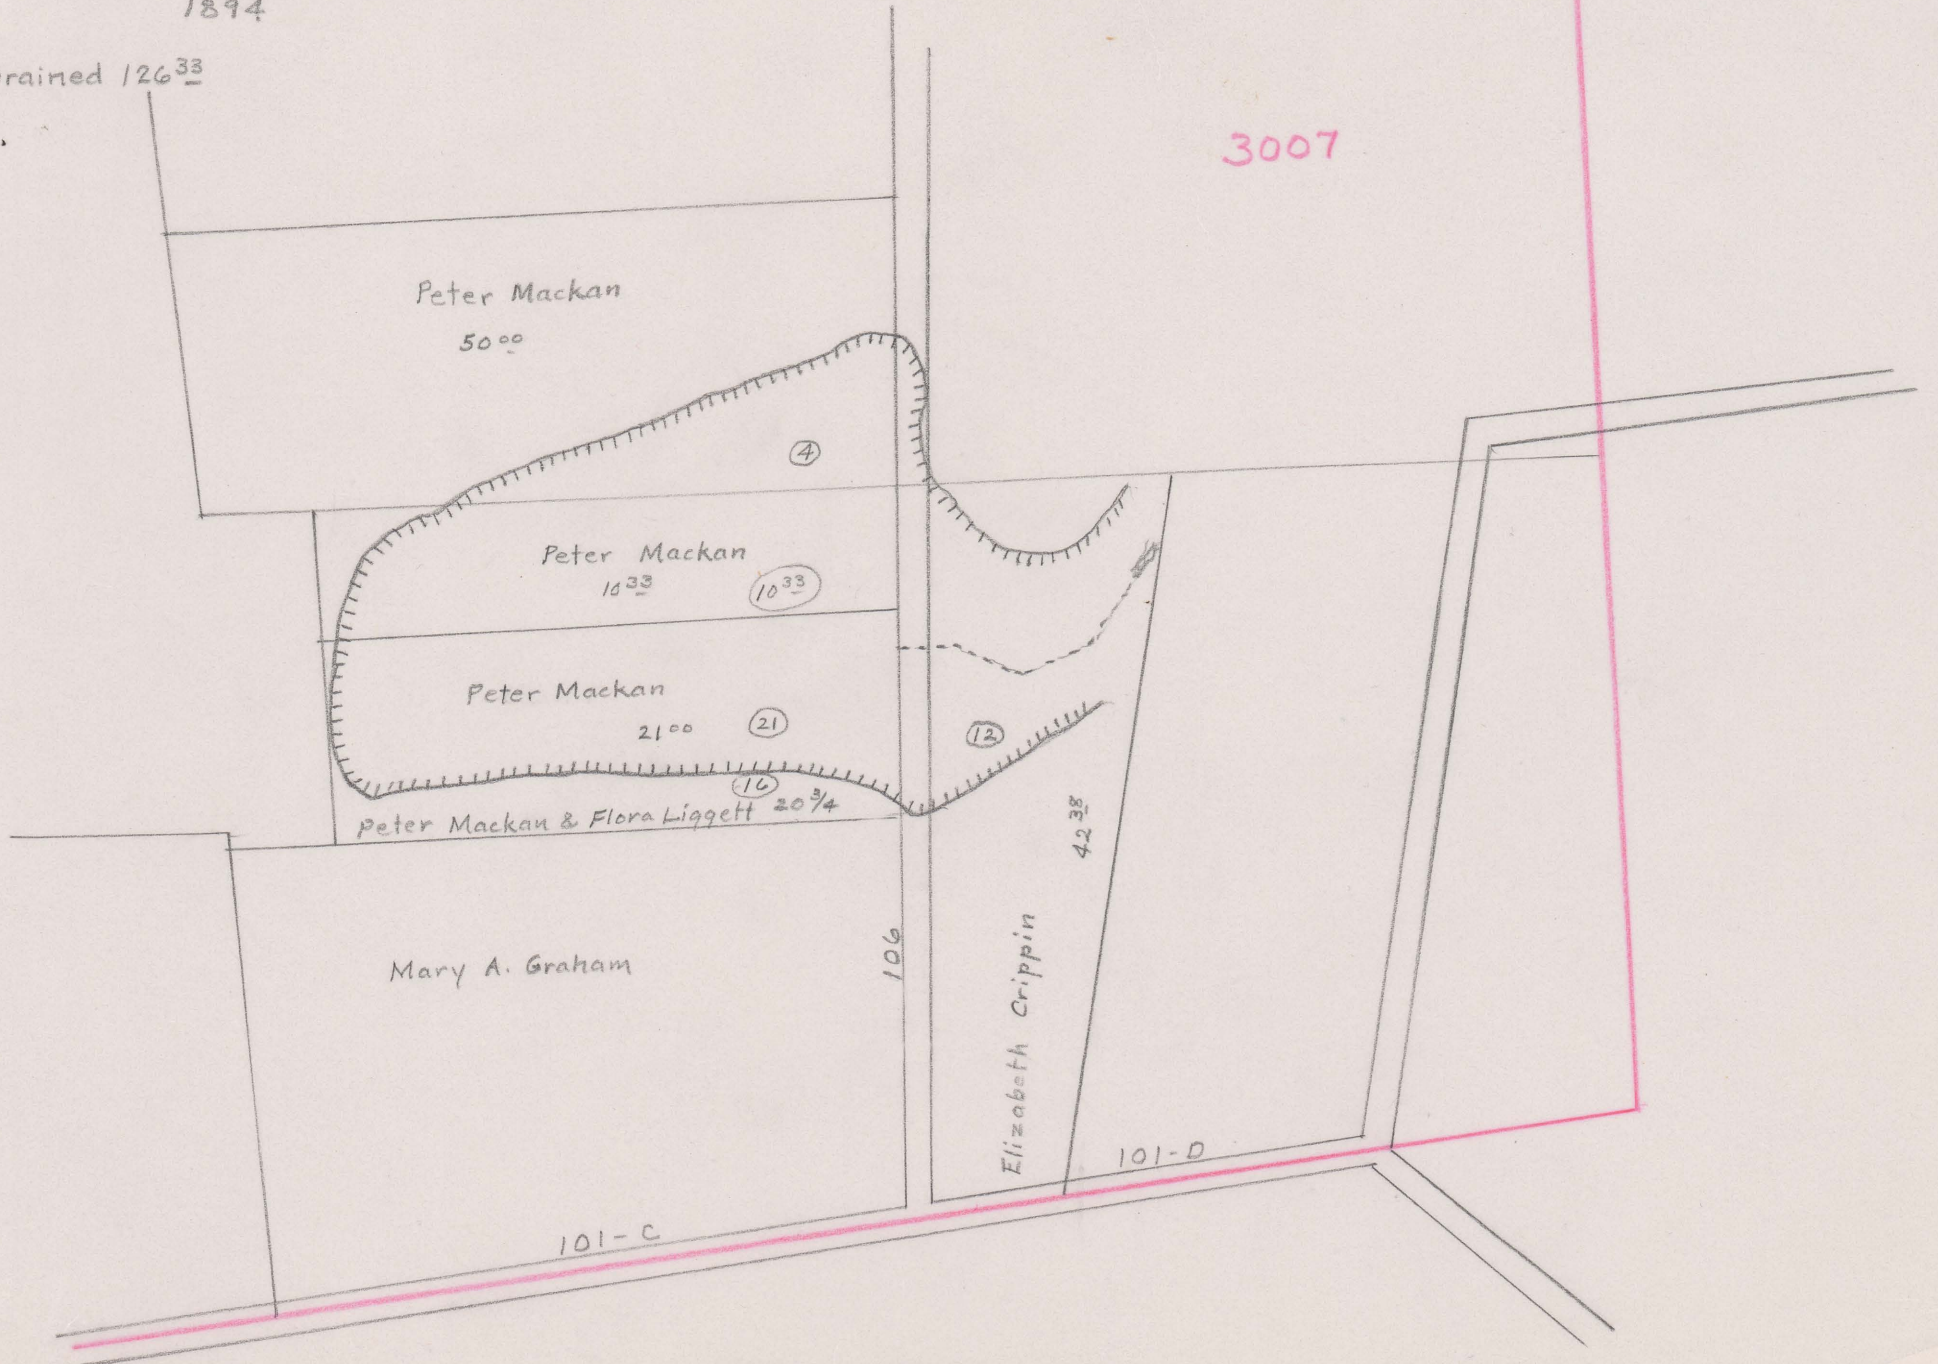 1894
rained 126 33
3007
Peter Mackan
50 00
4
Peter Mackan
10 33
10 33
Peter Mackan
21 00
21
12
16
Peter Mackan & Flora Liggett 20 3/4
42 38
Mary A. Graham
106
Elizabeth Crippin
101-D
101-C